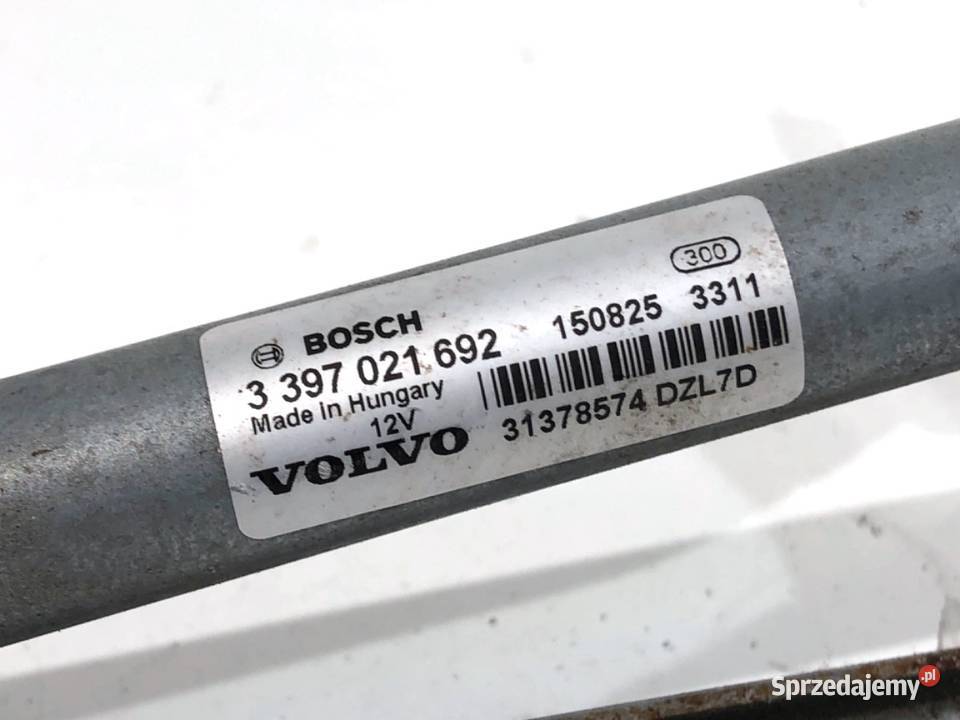 300
BOSCH
3 397 021 692 150825 3311
Made in Hungary
12V
31378574 DZL7D
VOLVO
Sprzedajemy.pl